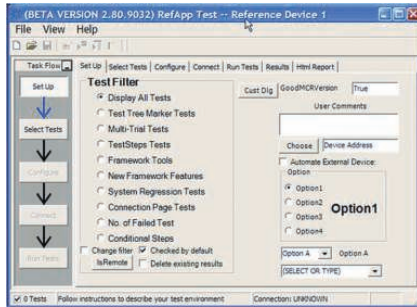 (BETA VERSION 2.80.9032) RefApp Test -- Reference Device 1
File View Help
Task Flow
Set Up
Select Tests
Configure
Connect
Run Tests
Set Up Select Tests Configure Connect Run Tests Results Html Report
Test Filter
Display All Tests
Test Tree Marker Tests
Multi-Trial Tests
TestSteps Tests
Framework Tools
New Framework Features
System Regression Tests
Connection Page Tests
No. of Failed Test
Conditional Steps
Change filter Checked by default
IsRemote Delete existing results
Cust Dlg GoodMCRVersion True
User Comments
Choose Device Address
Automate External Device:
Option
Option1
Option2
Option3
Option4
Option1
Option A Option A
(SELECT OR TYPE)
0 Tests Follow instructions to describe your test environment Connection: UNKNOWN